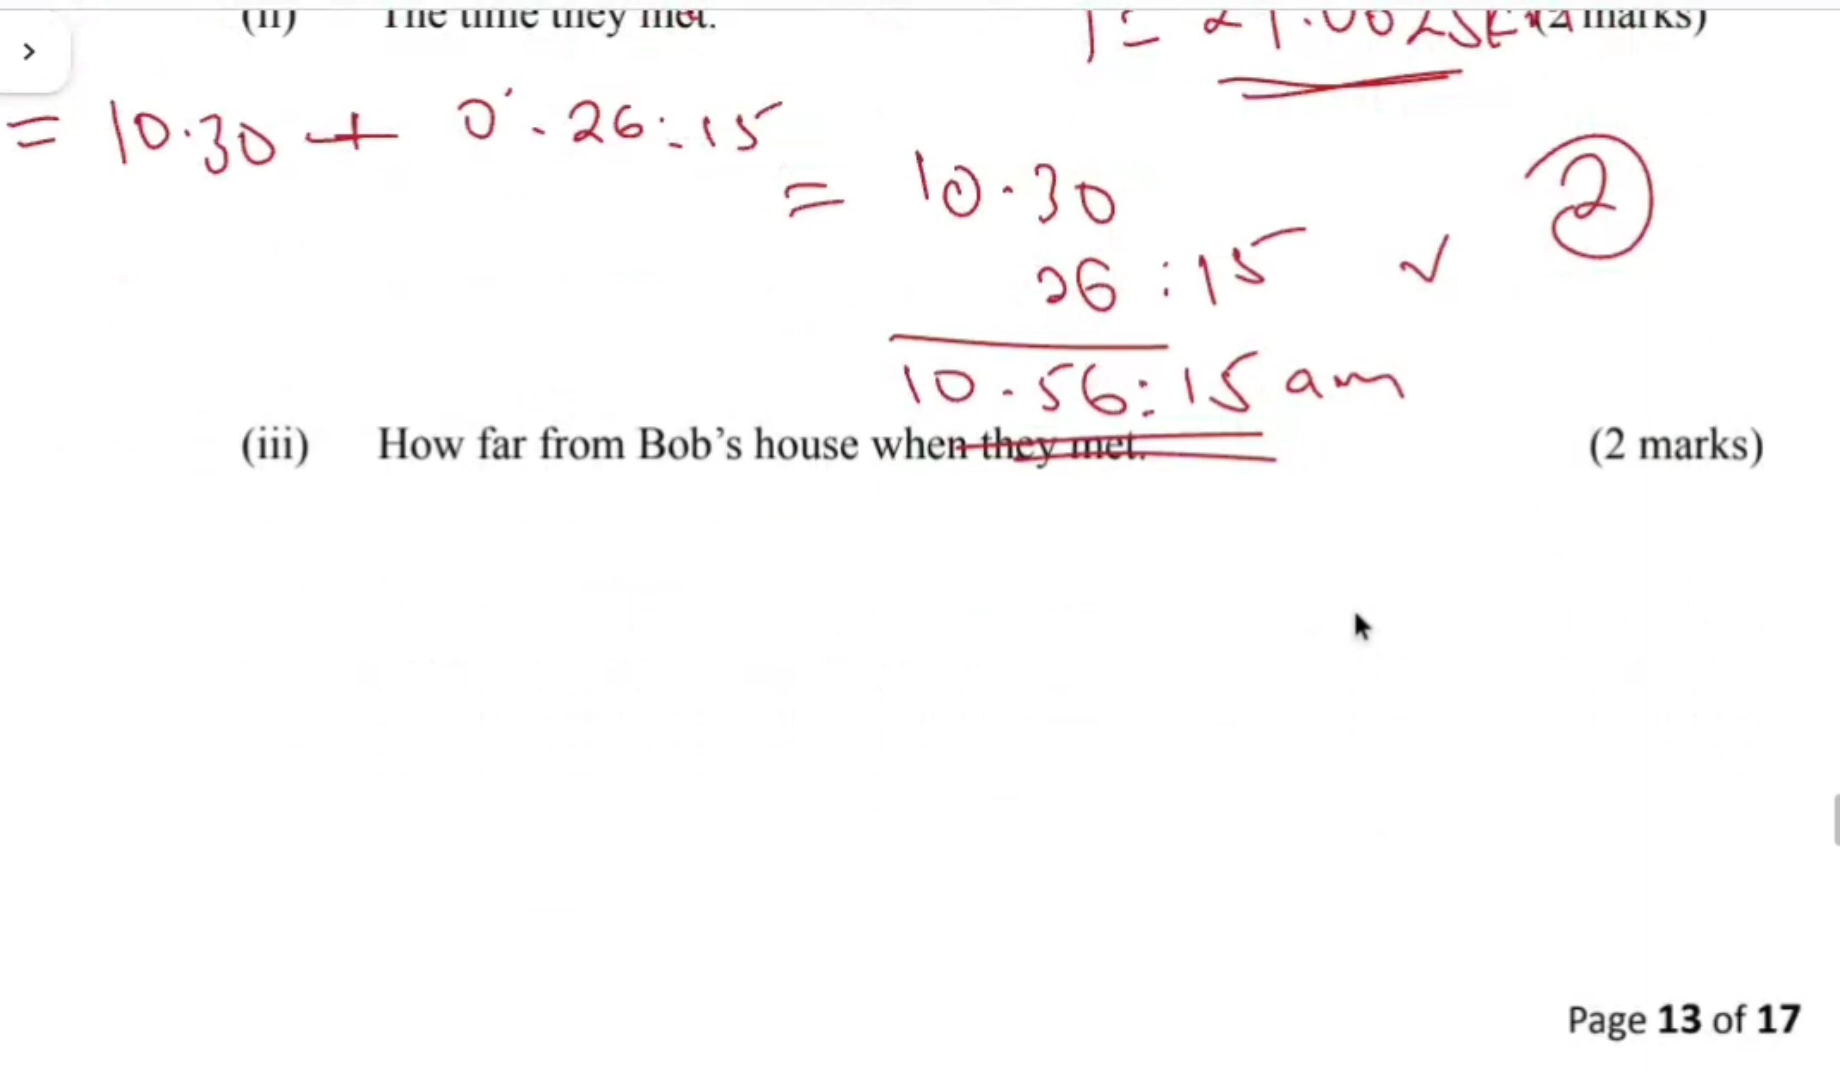 (ii) The time they met.
(2 marks)
= 10.30 + 0.26:15
= 10.30
26:15 ✓ 2
10.56:15 am
(iii) How far from Bob's house when they met. (2 marks)
Page 13 of 17